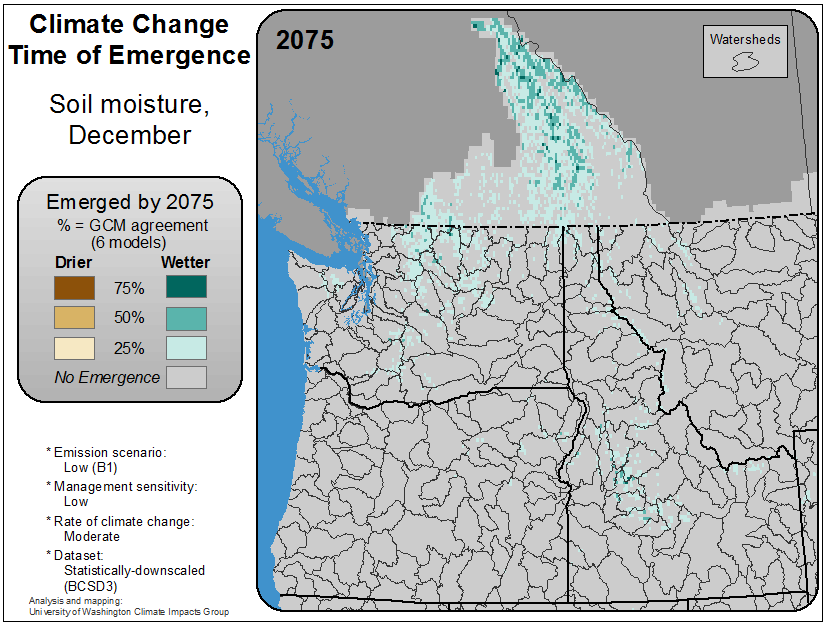 Climate Change
Time of Emergence
Soil moisture,
December
Emerged by 2075
% = GCM agreement
(6 models)
Drier Wetter
75%
50%
25%
No Emergence
* Emission scenario:
Low (B1)
* Management sensitivity:
Low
* Rate of climate change:
Moderate
* Dataset:
Statistically-downscaled
(BCSD3)
Analysis and mapping:
University of Washington Climate Impacts Group
2075
Watersheds